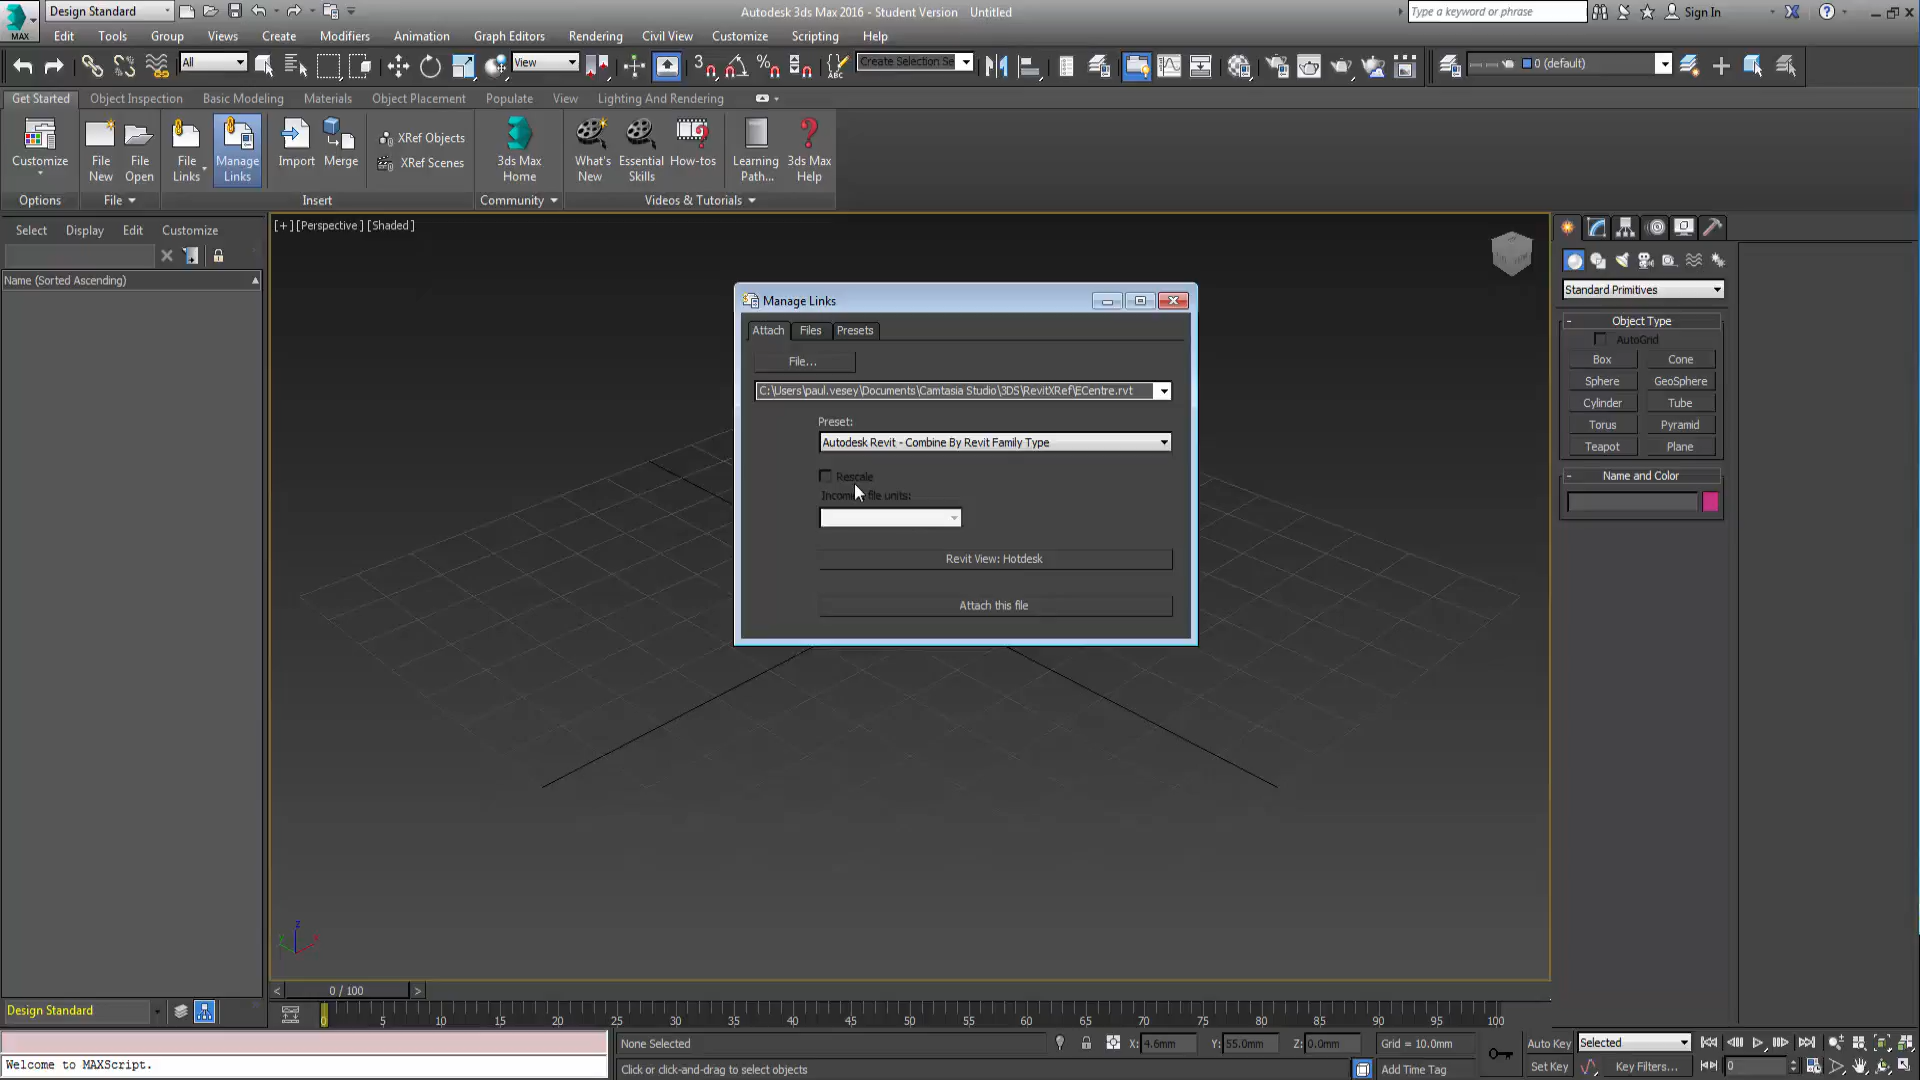 Design Standard
Autodesk 3ds Max 2016 - Student Version    Untitled
Type a keyword or phrase
Sign In
MAX
Edit Tools Group Views Create Modifiers Animation Graph Editors Rendering Civil View Customize Scripting Help
All
View
Create Selection Se
0 (default)
Get Started Object Inspection Basic Modeling Materials Object Placement Populate View Lighting And Rendering
Customize
File New
File Open
File Links
Manage Links
Import
Merge
XRef Objects
XRef Scenes
3ds Max Home
What's New
Essential Skills
How-tos
Learning Path...
3ds Max Help
Options
File
Insert
Community
Videos & Tutorials
Select Display Edit Customize
Name (Sorted Ascending)
[+][Perspective][Shaded]
Manage Links
Attach Files Presets
File...
C:\Users\paul.vesey\Documents\Camtasia Studio\3DS\RevitXRef\ECentre.rvt
Preset:
Autodesk Revit - Combine By Revit Family Type
Rescale
file units:
Revit View: Hotdesk
Attach this file
Standard Primitives
- Object Type
AutoGrid
Box Cone
Sphere GeoSphere
Cylinder Tube
Torus Pyramid
Teapot Plane
- Name and Color
z
y x
< 0 / 100 >
Design Standard
0 5 10 15 20 25 30 35 40 45 50 55 60 65 70 75 80 85 90 95 100
None Selected
X: 4.6mm Y: 55.0mm Z: 0.0mm Grid = 10.0mm
Auto Key Selected
Welcome to MAXScript.
Click or click-and-drag to select objects
Add Time Tag
Set Key Key Filters... 0